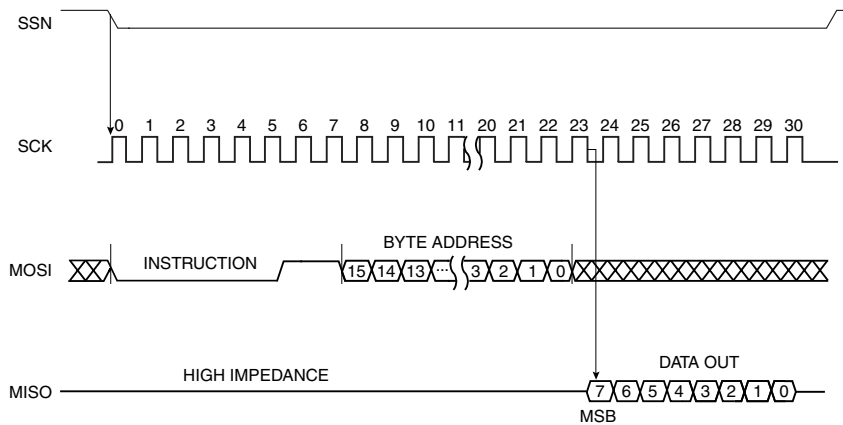 SSN
0 1 2 3 4 5 6 7 8 9 10 11 20 21 22 23 24 25 26 27 28 29 30
SCK
BYTE ADDRESS
MOSI INSTRUCTION 15 14 13 ... 3 2 1 0
HIGH IMPEDANCE DATA OUT
MISO 7 6 5 4 3 2 1 0
MSB